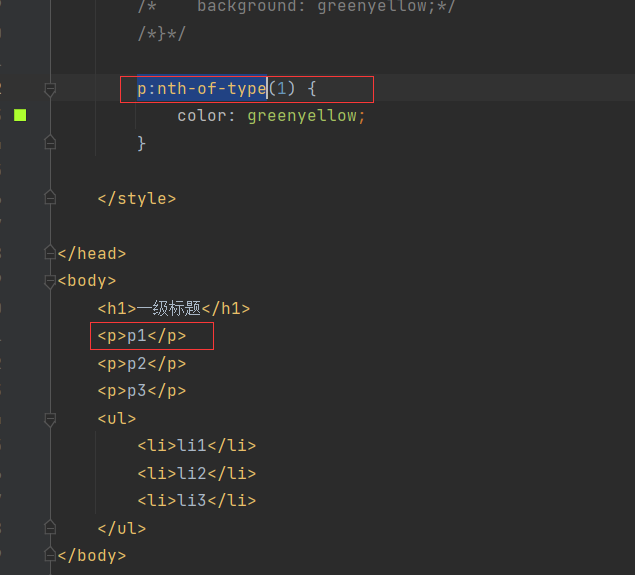 /*    background: greenyellow;*/
/*}*/
p:nth-of-type(1) {
color: greenyellow;
}
</style>
</head>
<body>
<h1>一级标题</h1>
<p>p1</p>
<p>p2</p>
<p>p3</p>
<ul>
<li>li1</li>
<li>li2</li>
<li>li3</li>
</ul>
</body>